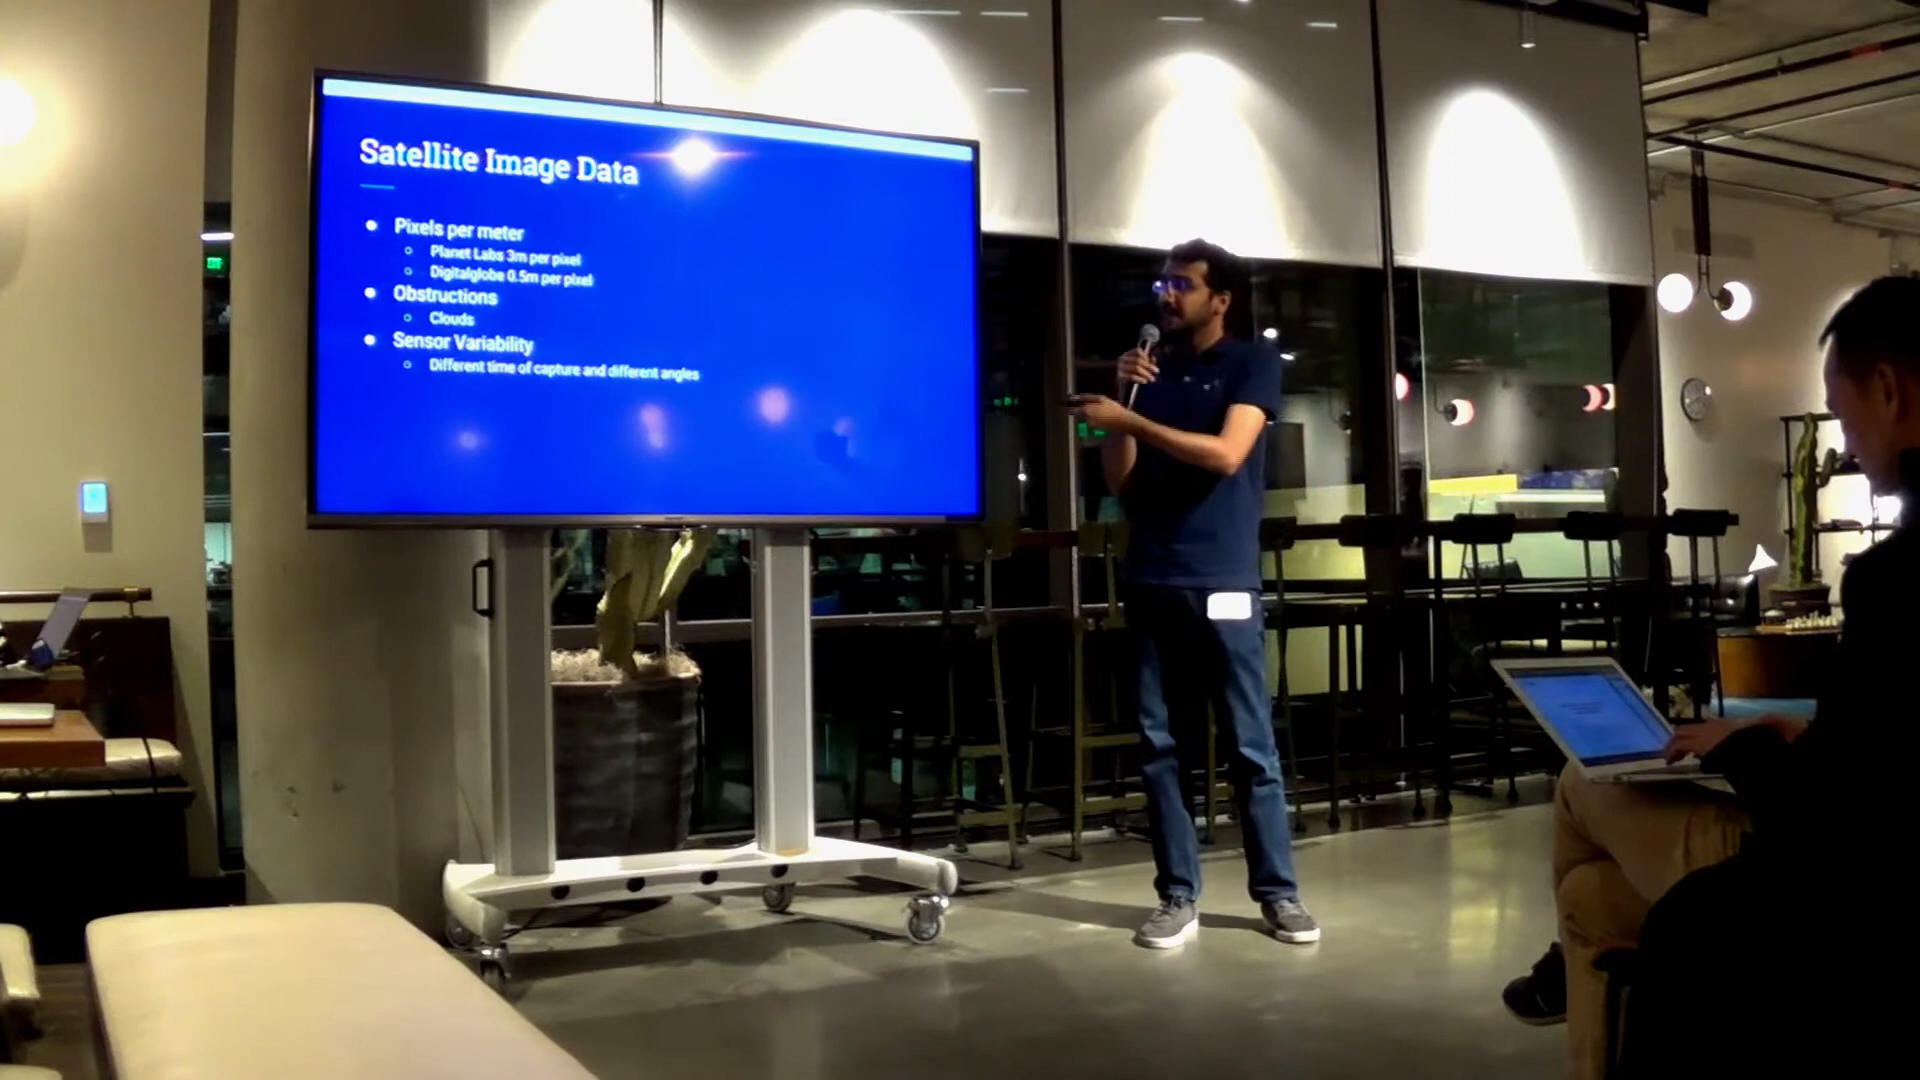 Satellite Image Data
Pixels per meter
Planet Labs 3m per pixel
Digitalglobe 0.5m per pixel
Obstructions
Clouds
Sensor Variability
Different time of capture and different angles